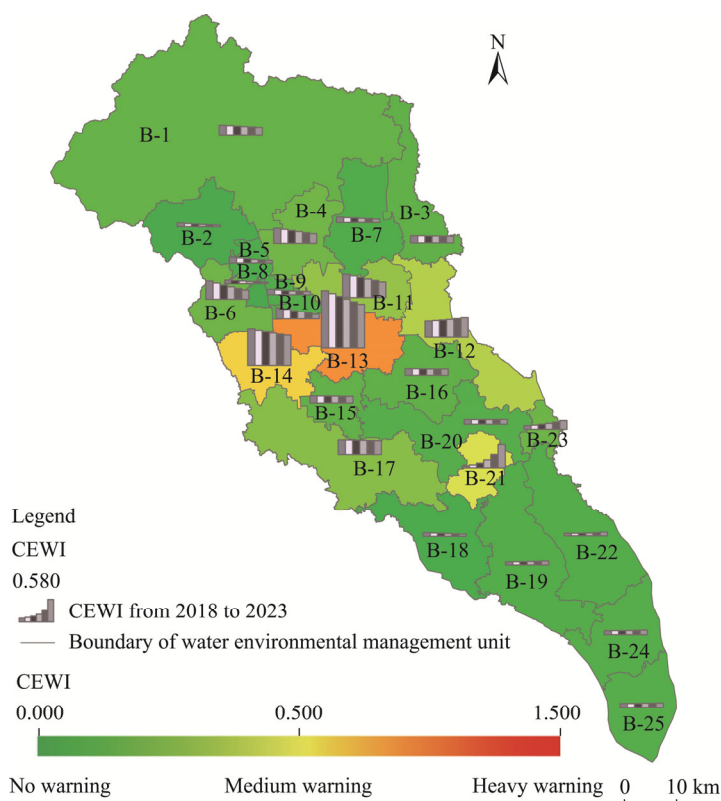 N
B-1
B-4
B-3
B-2
B-7
B-5
B-8
B-9
B-11
B-6
B-10
B-12
B-13
B-14
B-16
B-15
B-23
B-20
B-17
B-21
B-18
B-22
B-19
B-24
B-25
Legend
CEWI
0.580
CEWI from 2018 to 2023
Boundary of water environmental management unit
CEWI
0.000 0.500 1.500
No warning Medium warning Heavy warning
0 10 km